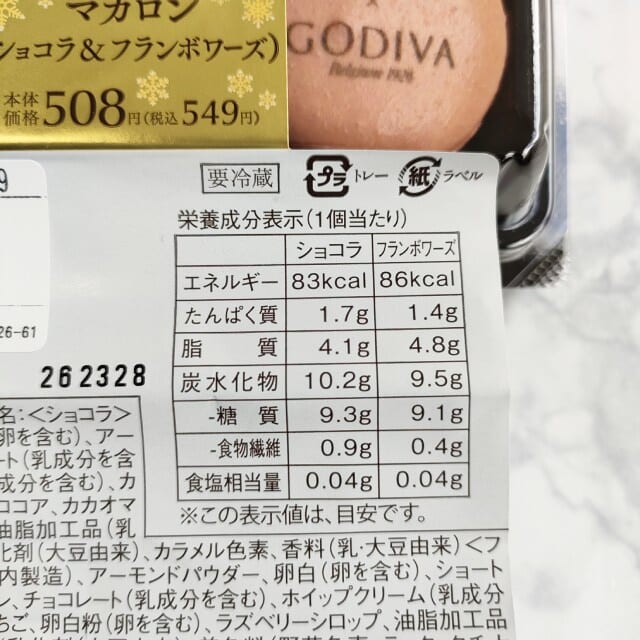 マカロン
ショコラ&フランボワーズ)
本体価格508円(税込549円)
GODIVA
Belgium 1926
要冷蔵 プラ トレー 紙 ラベル
9
栄養成分表示(1個当たり)
ショコラ フランボワーズ
エネルギー 83kcal 86kcal
たんぱく質 1.7g 1.4g
脂 質 4.1g 4.8g
炭水化物 10.2g 9.5g
-糖 質 9.3g 9.1g
-食物繊維 0.9g 0.4g
食塩相当量 0.04g 0.04g
※この表示値は、目安です。
26-61
262328
名:<ショコラ>
卵を含む)、アー
ート(乳成分を含
成分を含む)、カ
ココア、カカオマ
油脂加工品(乳
化剤(大豆由来)、カラメル色素、香料(乳・大豆由来)<フ
内製造)、アーモンドパウダー、卵白(卵を含む)、ショート
ン、チョコレート(乳成分を含む)、ホイップクリーム(乳成分
ちご、卵白粉(卵を含む)、ラズベリーシロップ、油脂加工